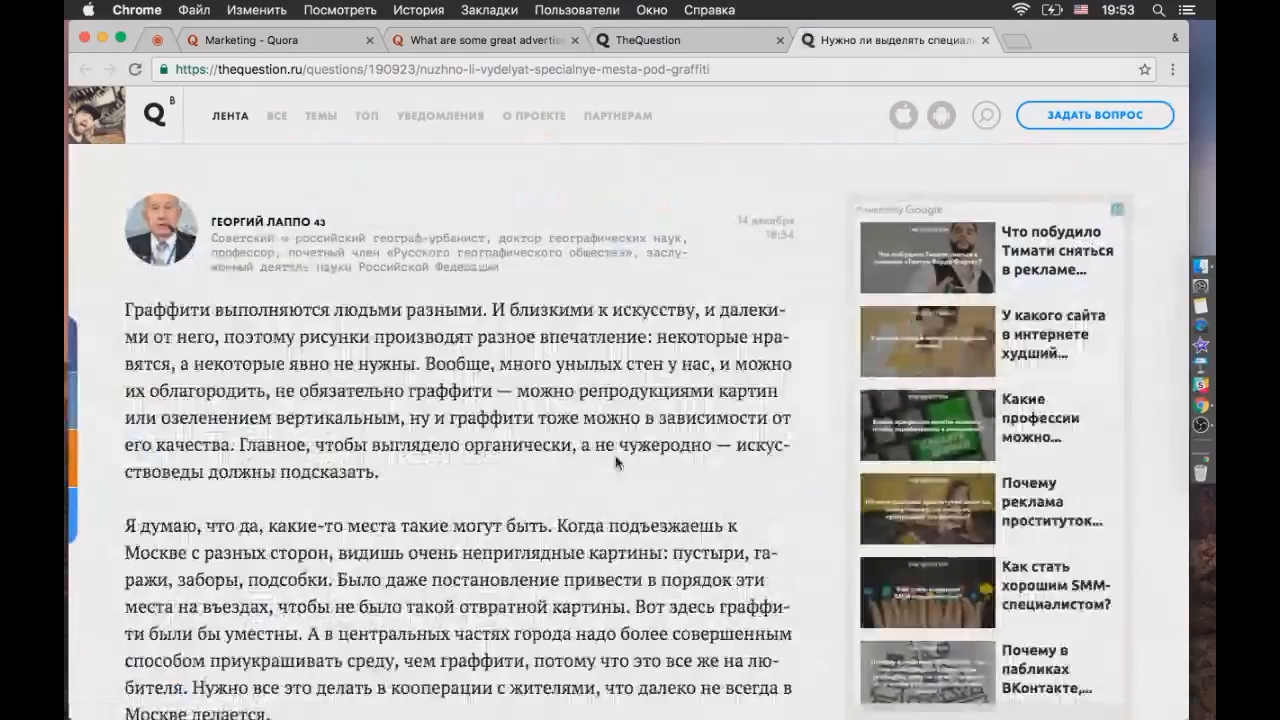 Chrome Файл Изменить Посмотреть История Закладки Пользователи Окно Справка 19:53
Marketing - Quora
What are some great advertise
TheQuestion
Нужно ли выделять специал
https://thequestion.ru/questions/190923/nuzhno-li-vydelyat-specialnye-mesta-pod-graffiti
Q B ЛЕНТА ВСЕ ТЕМЫ ТОП УВЕДОМЛЕНИЯ О ПРОЕКТЕ ПАРТНЕРАМ ЗАДАТЬ ВОПРОС
ГЕОРГИЙ ЛАППО 43
14 декабря
18:54
Советский и российский географ-урбанист, доктор географических наук,
профессор, почетный член «Русского географического общества», заслу-
женный деятель науки Российской Федерации
Граффити выполняются людьми разными. И близкими к искусству, и далеки-
ми от него, поэтому рисунки производят разное впечатление: некоторые нра-
вятся, а некоторые явно не нужны. Вообще, много унылых стен у нас, и можно
их облагородить, не обязательно граффити — можно репродукциями картин
или озеленением вертикальным, ну и граффити тоже можно в зависимости от
его качества. Главное, чтобы выглядело органически, а не чужеродно — искус-
ствоведы должны подсказать.
Я думаю, что да, какие-то места такие могут быть. Когда подъезжаешь к
Москве с разных сторон, видишь очень неприглядные картины: пустыри, га-
ражи, заборы, подсобки. Было даже постановление привести в порядок эти
места на въездах, чтобы не было такой отвратной картины. Вот здесь граффи-
ти были бы уместны. А в центральных частях города надо более совершенным
способом приукрашивать среду, чем граффити, потому что это все же на лю-
бителя. Нужно все это делать в кооперации с жителями, что далеко не всегда в
Москве делается.
Powered by Google
Что побудило
Тимати сняться
в рекламе...
У какого сайта
в интернете
худший...
Какие
профессии
можно...
Почему
реклама
проституток...
Как стать
хорошим SMM-
специалистом?
Почему в
пабликах
ВКонтакте,...